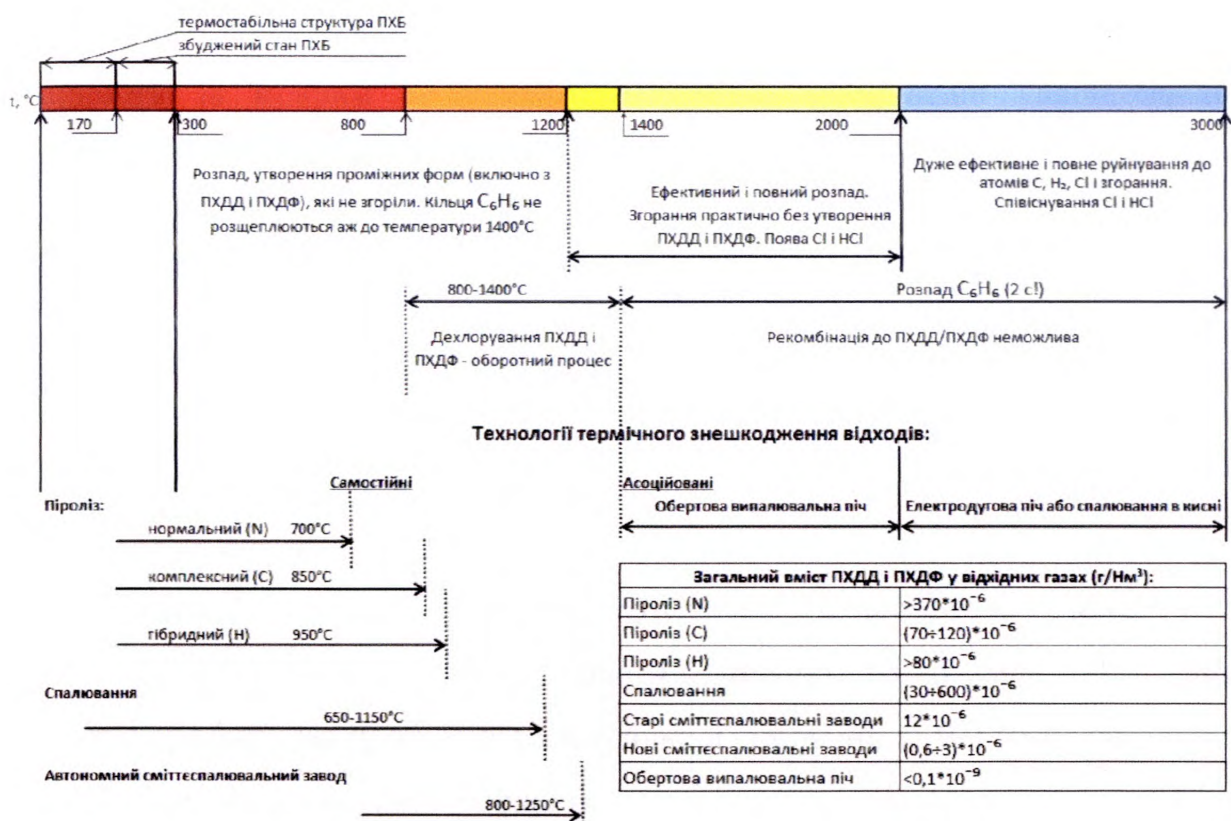 термостабільна структура ПХБ
збуджений стан ПХБ
t, °C
170
300
800
1200
1400
2000
3000
Розпад, утворення проміжних форм (включно з
ПХДД і ПХДФ), які не згоріли. Кільця C₆H₆ не
розщеплюються аж до температури 1400°C
Ефективний і повний розпад.
Згорання практично без утворення
ПХДД і ПХДФ. Поява Cl і HCl
Дуже ефективне і повне руйнування до
атомів C, H₂, Cl і згорання.
Співіснування Cl і HCl
800-1400°C
Розпад C₆H₆ (2 с!)
Дехлорування ПХДД і
ПХДФ - оборотний процес
Рекомбінація до ПХДД/ПХДФ неможлива
Технології термічного знешкодження відходів:
Самостійні
Асоційовані
Піроліз:
Обертова випалювальна піч
Електродугова піч або спалювання в кисні
нормальний (N) 700°C
комплексний (C) 850°C
гібридний (H) 950°C
Спалювання
650-1150°C
Автономний сміттєспалювальний завод
800-1250°C
Загальний вміст ПХДД і ПХДФ у відхідних газах (г/Нм³):
Піроліз (N) >370*10⁻⁶
Піроліз (C) (70÷120)*10⁻⁶
Піроліз (H) >80*10⁻⁶
Спалювання (30÷600)*10⁻⁶
Старі сміттєспалювальні заводи 12*10⁻⁶
Нові сміттєспалювальні заводи (0,6÷3)*10⁻⁶
Обертова випалювальна піч <0,1*10⁻⁹